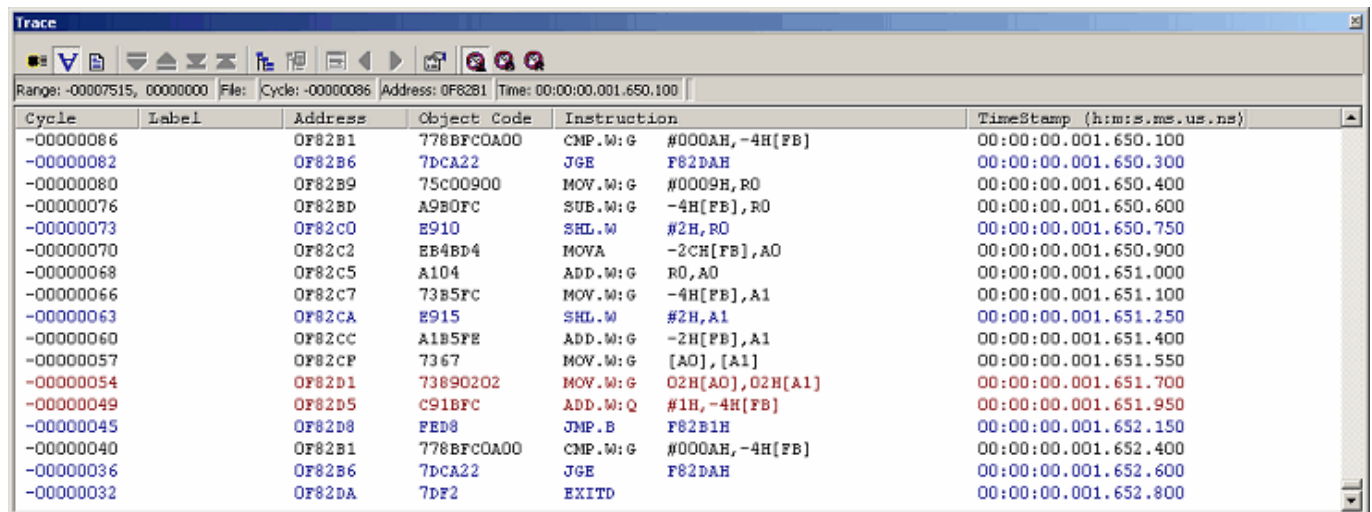 Trace
Range: -00007515, 00000000 File: Cycle: -00000086 Address: 0F82B1 Time: 00:00:00.001.650.100
Cycle Label Address Object Code Instruction TimeStamp (h:m:s.ms.us.ns)
-00000086 0F82B1 778BFC0A00 CMP.W:G #000AH,-4H[FB] 00:00:00.001.650.100
-00000082 0F82B6 7DCA22 JGE F82DAH 00:00:00.001.650.300
-00000080 0F82B9 75C00900 MOV.W:G #0009H,R0 00:00:00.001.650.400
-00000076 0F82BD A9B0FC SUB.W:G -4H[FB],R0 00:00:00.001.650.600
-00000073 0F82C0 E910 SHL.W #2H,R0 00:00:00.001.650.750
-00000070 0F82C2 EB4BD4 MOVA -2CH[FB],A0 00:00:00.001.650.900
-00000068 0F82C5 A104 ADD.W:G R0,A0 00:00:00.001.651.000
-00000066 0F82C7 73B5FC MOV.W:G -4H[FB],A1 00:00:00.001.651.100
-00000063 0F82CA E915 SHL.W #2H,A1 00:00:00.001.651.250
-00000060 0F82CC A1B5FE ADD.W:G -2H[FB],A1 00:00:00.001.651.400
-00000057 0F82CF 7367 MOV.W:G [A0],[A1] 00:00:00.001.651.550
-00000054 0F82D1 73890202 MOV.W:G 02H[A0],02H[A1] 00:00:00.001.651.700
-00000049 0F82D5 C91BFC ADD.W:Q #1H,-4H[FB] 00:00:00.001.651.950
-00000045 0F82D8 FED8 JMP.B F82B1H 00:00:00.001.652.150
-00000040 0F82B1 778BFC0A00 CMP.W:G #000AH,-4H[FB] 00:00:00.001.652.400
-00000036 0F82B6 7DCA22 JGE F82DAH 00:00:00.001.652.600
-00000032 0F82DA 7DF2 EXITD 00:00:00.001.652.800